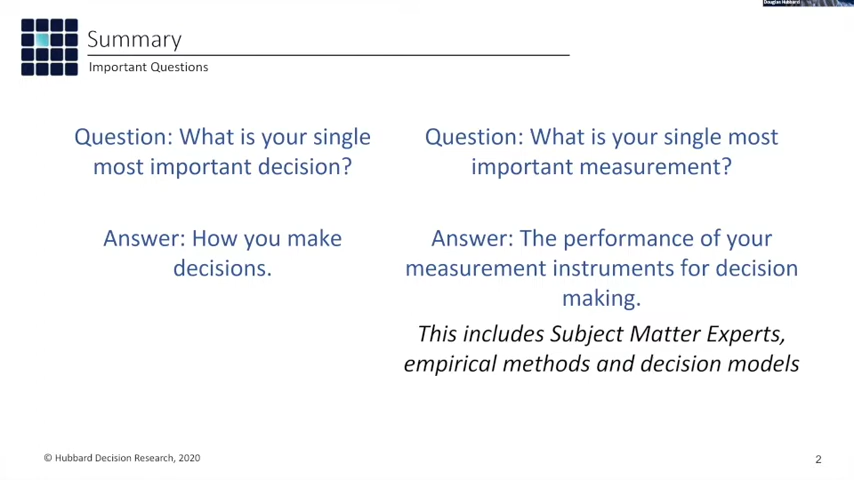 Douglas Hubbard
Summary
Important Questions
Question: What is your single
most important decision?
Answer: How you make
decisions.
Question: What is your single most
important measurement?
Answer: The performance of your
measurement instruments for decision
making.
This includes Subject Matter Experts,
empirical methods and decision models
© Hubbard Decision Research, 2020
2